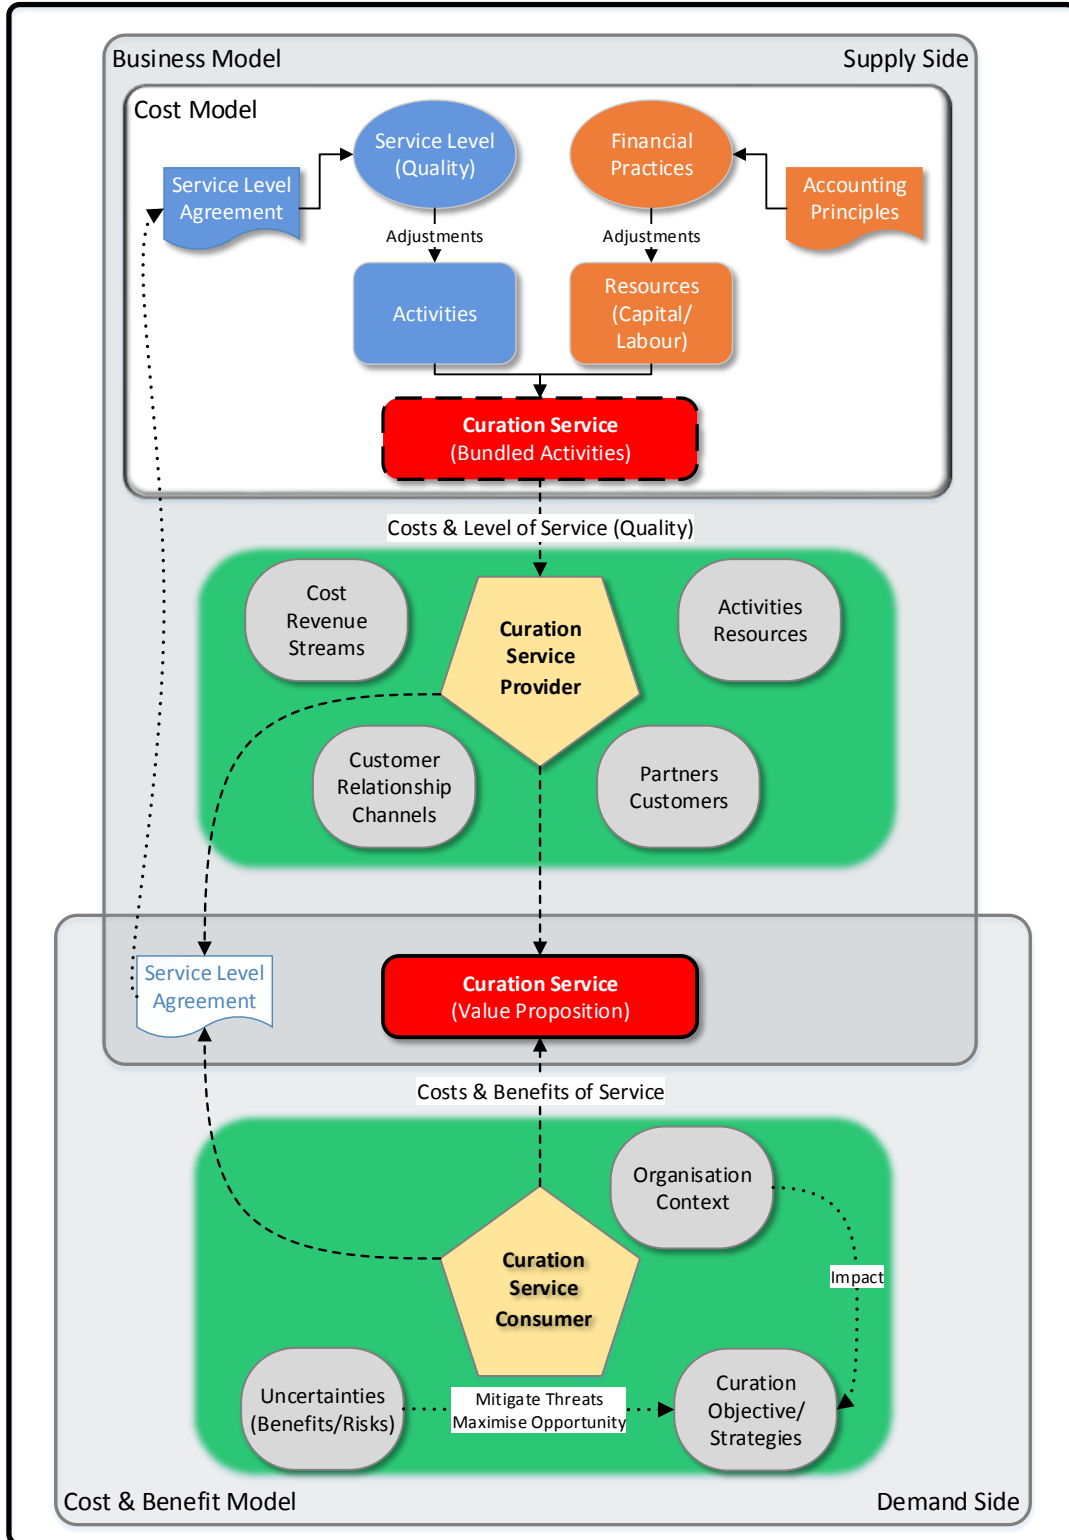 Business Model
Supply Side
Cost Model
Service Level
(Quality)
Financial
Practices
Service Level
Agreement
Accounting
Principles
Adjustments
Adjustments
Activities
Resources
(Capital/
Labour)
Curation Service
(Bundled Activities)
Costs & Level of Service (Quality)
Cost
Revenue
Streams
Activities
Resources
Curation
Service
Provider
Customer
Relationship
Channels
Partners
Customers
Service Level
Agreement
Curation Service
(Value Proposition)
Costs & Benefits of Service
Organisation
Context
Curation
Service
Consumer
Impact
Uncertainties
(Benefits/Risks)
Mitigate Threats
Maximise Opportunity
Curation
Objective/
Strategies
Cost & Benefit Model
Demand Side